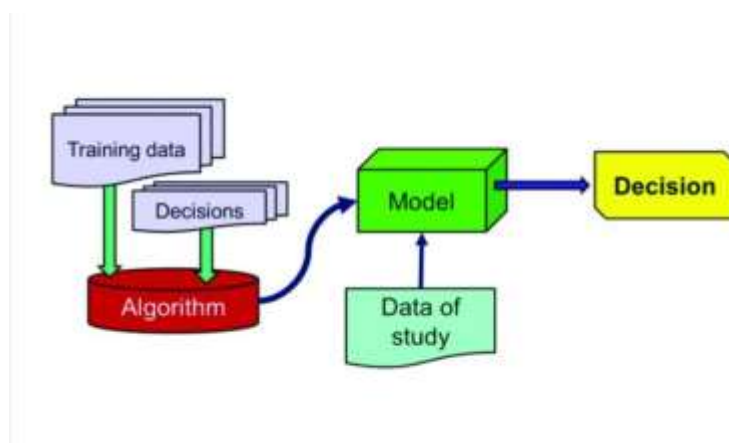 Training data
Decisions
Algorithm
Model
Data of
study
Decision